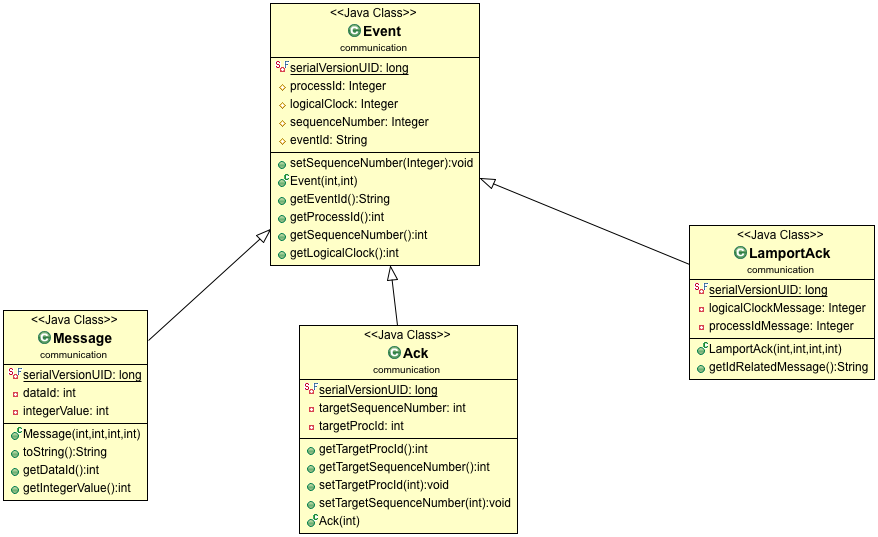 <<Java Class>>
Event
communication
serialVersionUID: long
processId: Integer
logicalClock: Integer
sequenceNumber: Integer
eventId: String
setSequenceNumber(Integer):void
Event(int,int)
getEventId():String
getProcessId():int
getSequenceNumber():int
getLogicalClock():int
<<Java Class>>
Message
communication
serialVersionUID: long
dataId: int
integerValue: int
Message(int,int,int,int)
toString():String
getDataId():int
getIntegerValue():int
<<Java Class>>
Ack
communication
serialVersionUID: long
targetSequenceNumber: int
targetProcId: int
getTargetProcId():int
getTargetSequenceNumber():int
setTargetProcId(int):void
setTargetSequenceNumber(int):void
Ack(int)
<<Java Class>>
LamportAck
communication
serialVersionUID: long
logicalClockMessage: Integer
processIdMessage: Integer
LamportAck(int,int,int,int)
getIdRelatedMessage():String